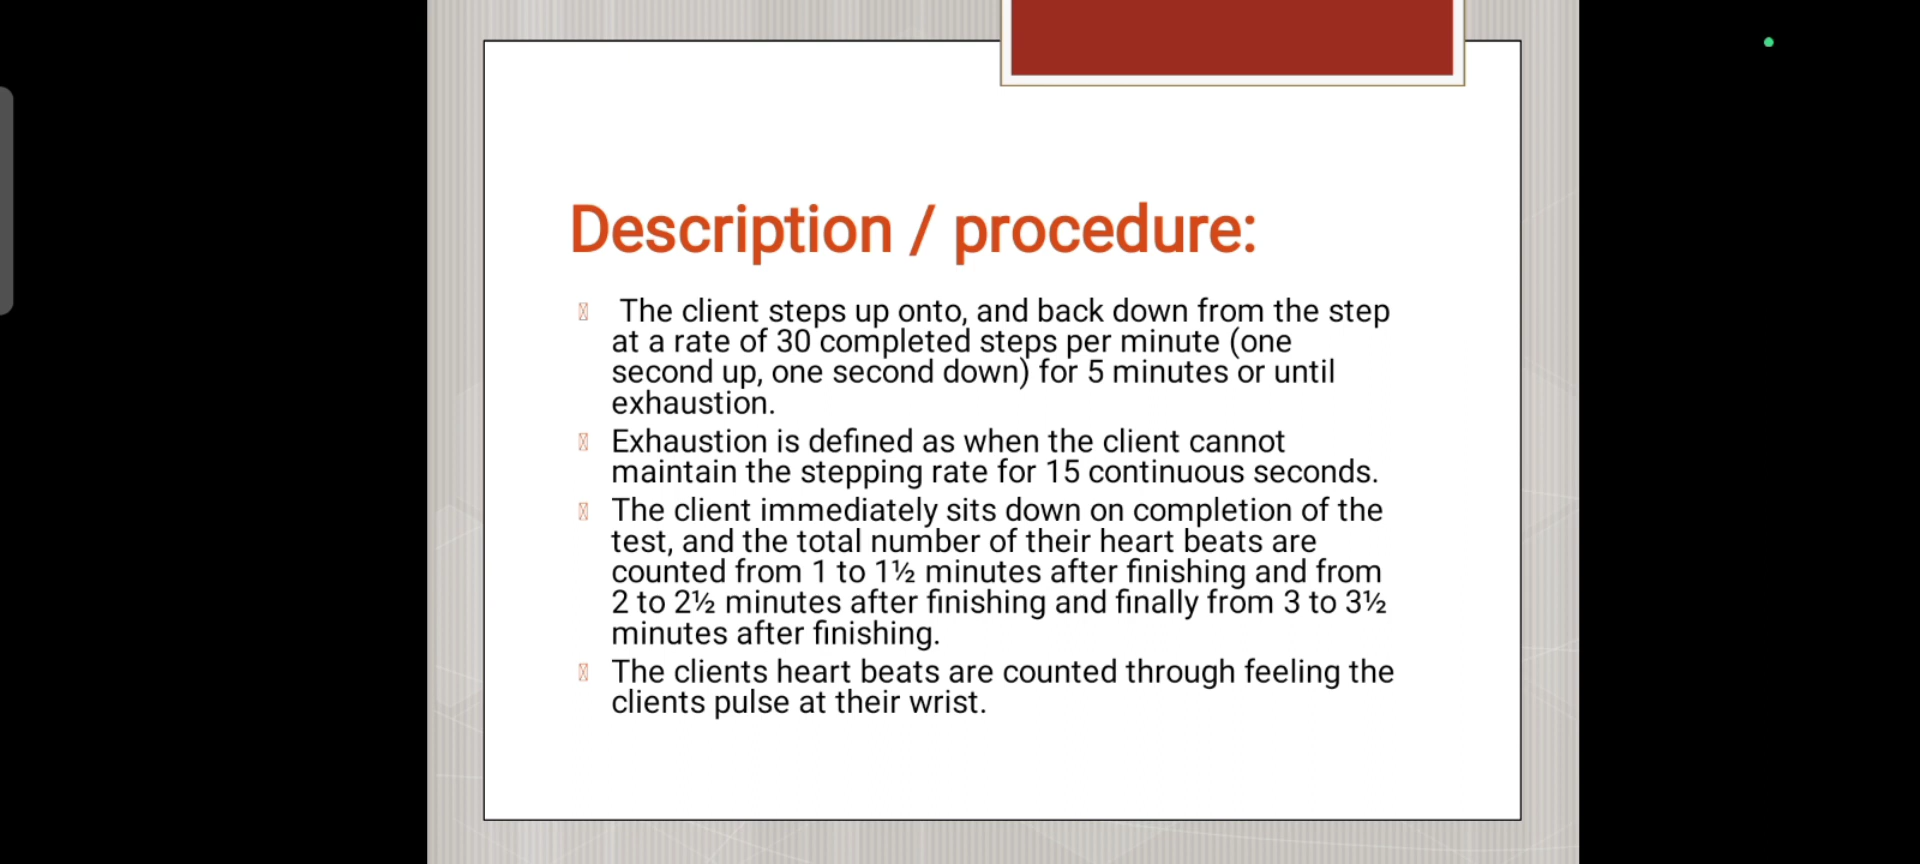 Description / procedure:
The client steps up onto, and back down from the step
at a rate of 30 completed steps per minute (one
second up, one second down) for 5 minutes or until
exhaustion.
Exhaustion is defined as when the client cannot
maintain the stepping rate for 15 continuous seconds.
The client immediately sits down on completion of the
test, and the total number of their heart beats are
counted from 1 to 1½ minutes after finishing and from
2 to 2½ minutes after finishing and finally from 3 to 3½
minutes after finishing.
The clients heart beats are counted through feeling the
clients pulse at their wrist.